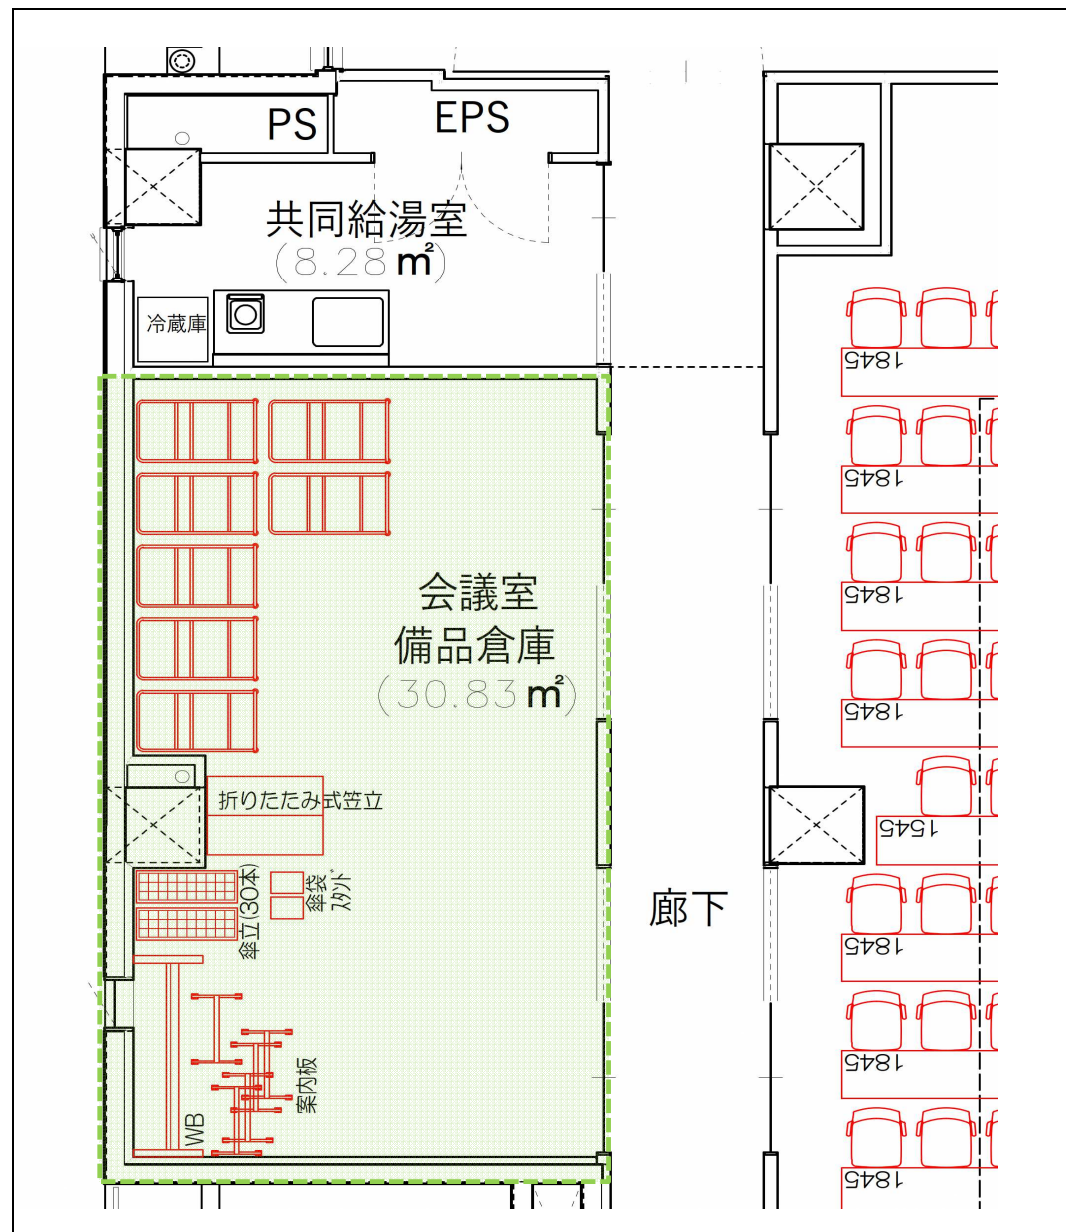 PS
EPS
共同給湯室
(8.28㎡)
冷蔵庫
会議室
備品倉庫
(30.83㎡)
折りたたみ式笠立
傘立(30本)
傘袋ｽﾀﾝﾄﾞ
WB
案内板
廊下
1845
1845
1845
1845
1545
1845
1845
1845